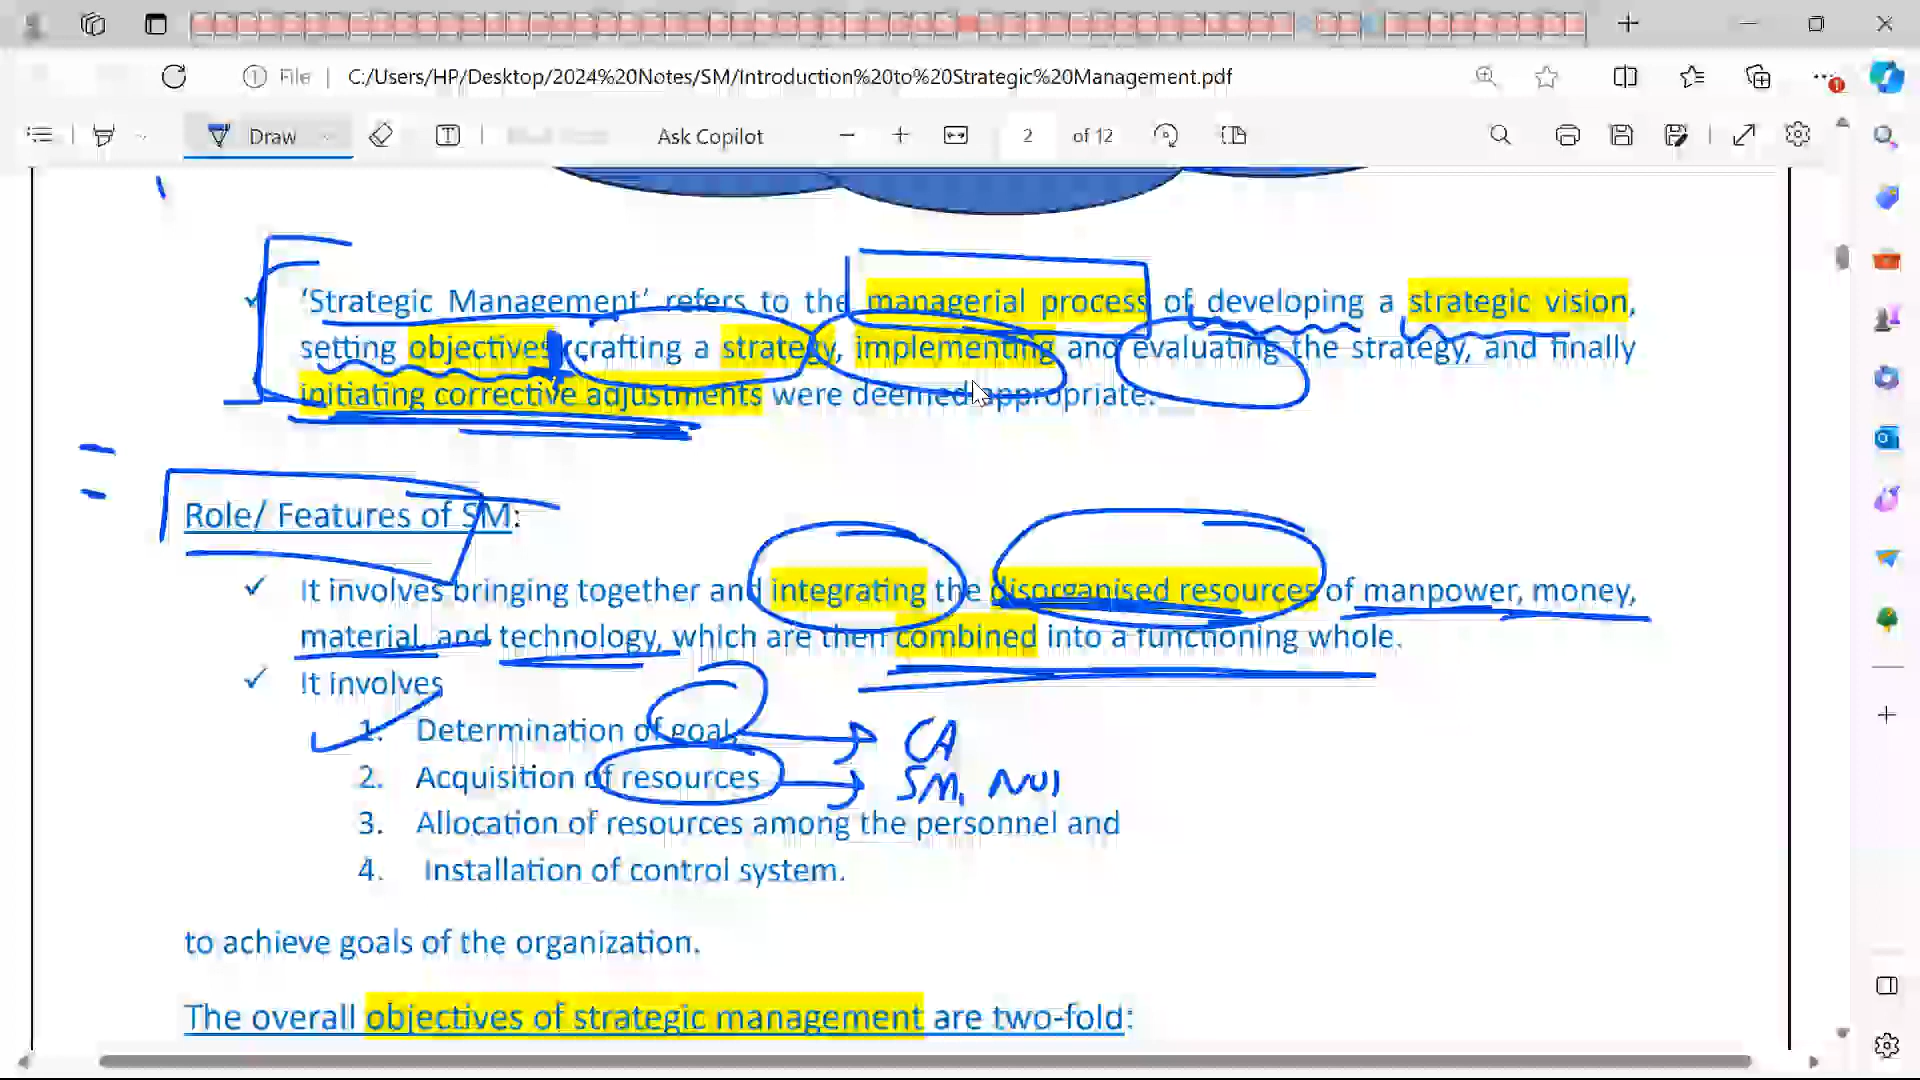 File
C:/Users/HP/Desktop/2024%20Notes/SM/Introduction%20to%20Strategic%20Management.pdf
Draw
Ask Copilot
2 of 12
✓ ‘Strategic Management’ refers to the managerial process of developing a strategic vision,
setting objectives crafting a strategy, implementing and evaluating the strategy, and finally
initiating corrective adjustments were deemed appropriate.
Role/ Features of SM:
✓ It involves bringing together and integrating the disorganised resources of manpower, money,
material, and technology, which are then combined into a functioning whole.
✓ It involves
1. Determination of goal,
CA
2. Acquisition of resources
SM,
3. Allocation of resources among the personnel and
4. Installation of control system.
to achieve goals of the organization.
The overall objectives of strategic management are two-fold: